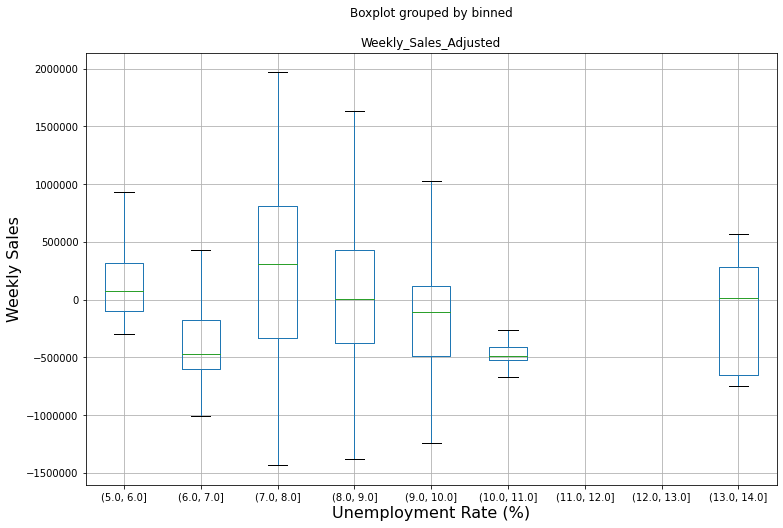 Boxplot grouped by binned
Weekly_Sales_Adjusted
Weekly Sales
2000000
1500000
1000000
500000
0
−500000
−1000000
−1500000
(5.0, 6.0] (6.0, 7.0] (7.0, 8.0] (8.0, 9.0] (9.0, 10.0] (10.0, 11.0] (11.0, 12.0] (12.0, 13.0] (13.0, 14.0]
Unemployment Rate (%)